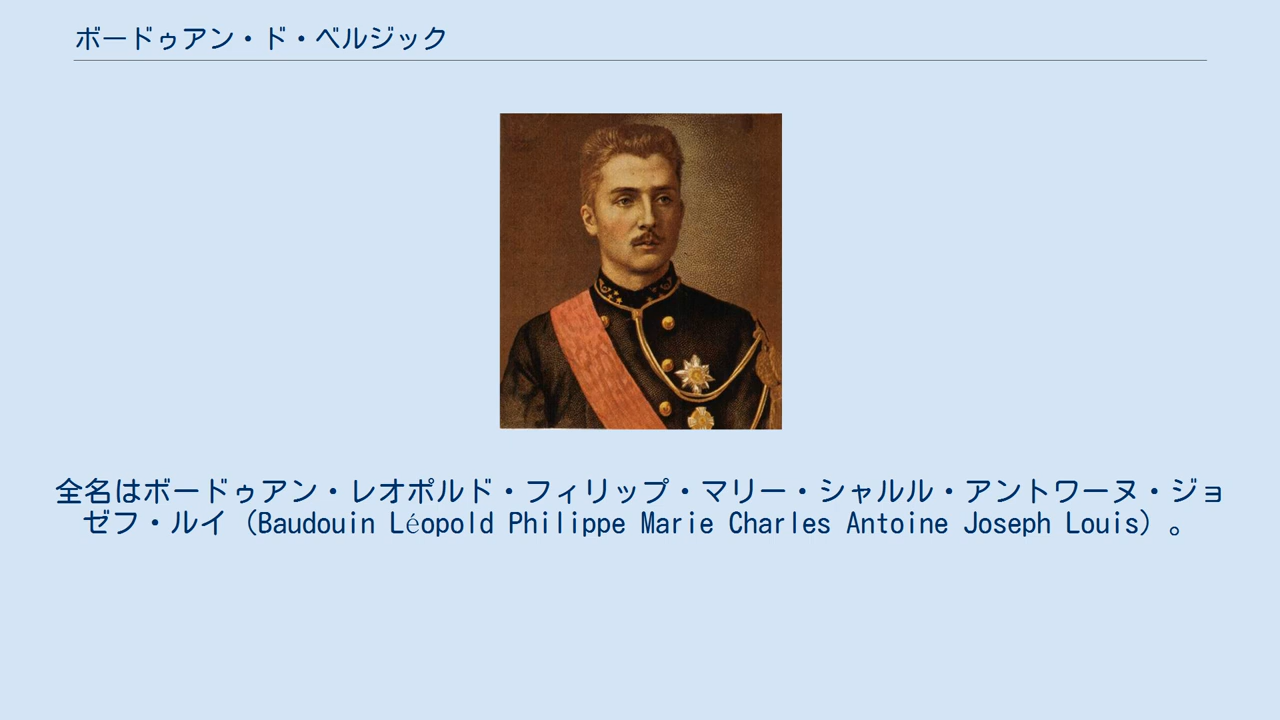 ボードゥアン・ド・ベルジック
全名はボードゥアン・レオポルド・フィリップ・マリー・シャルル・アントワーヌ・ジョ
ゼフ・ルイ（Baudouin Léopold Philippe Marie Charles Antoine Joseph Louis）。